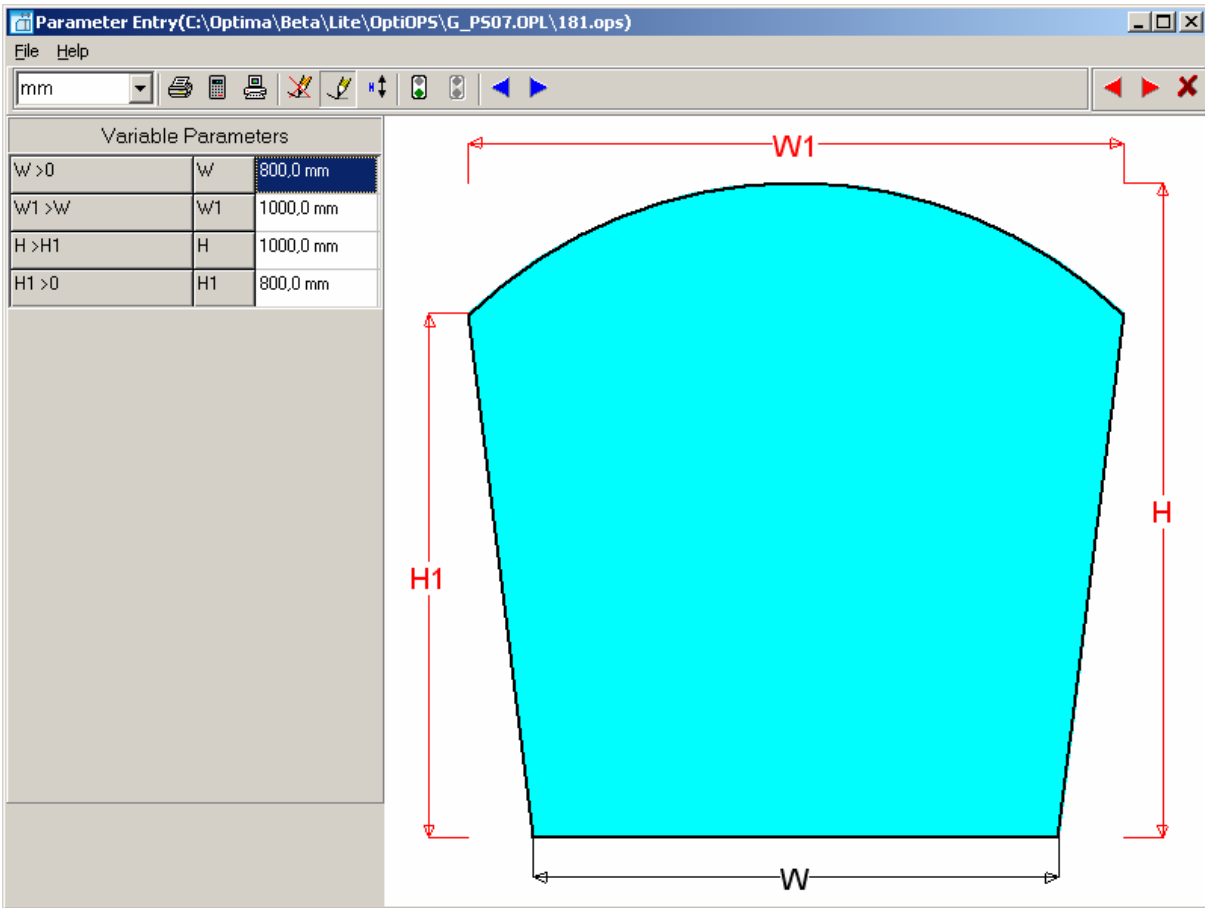 Parameter Entry(C:\Optima\Beta\Lite\OptiOPS\G_PS07.OPL\181.ops)
File Help
mm
Variable Parameters
W >0 W 800,0 mm
W1 >W W1 1000,0 mm
H >H1 H 1000,0 mm
H1 >0 H1 800,0 mm
W1
H
H1
W